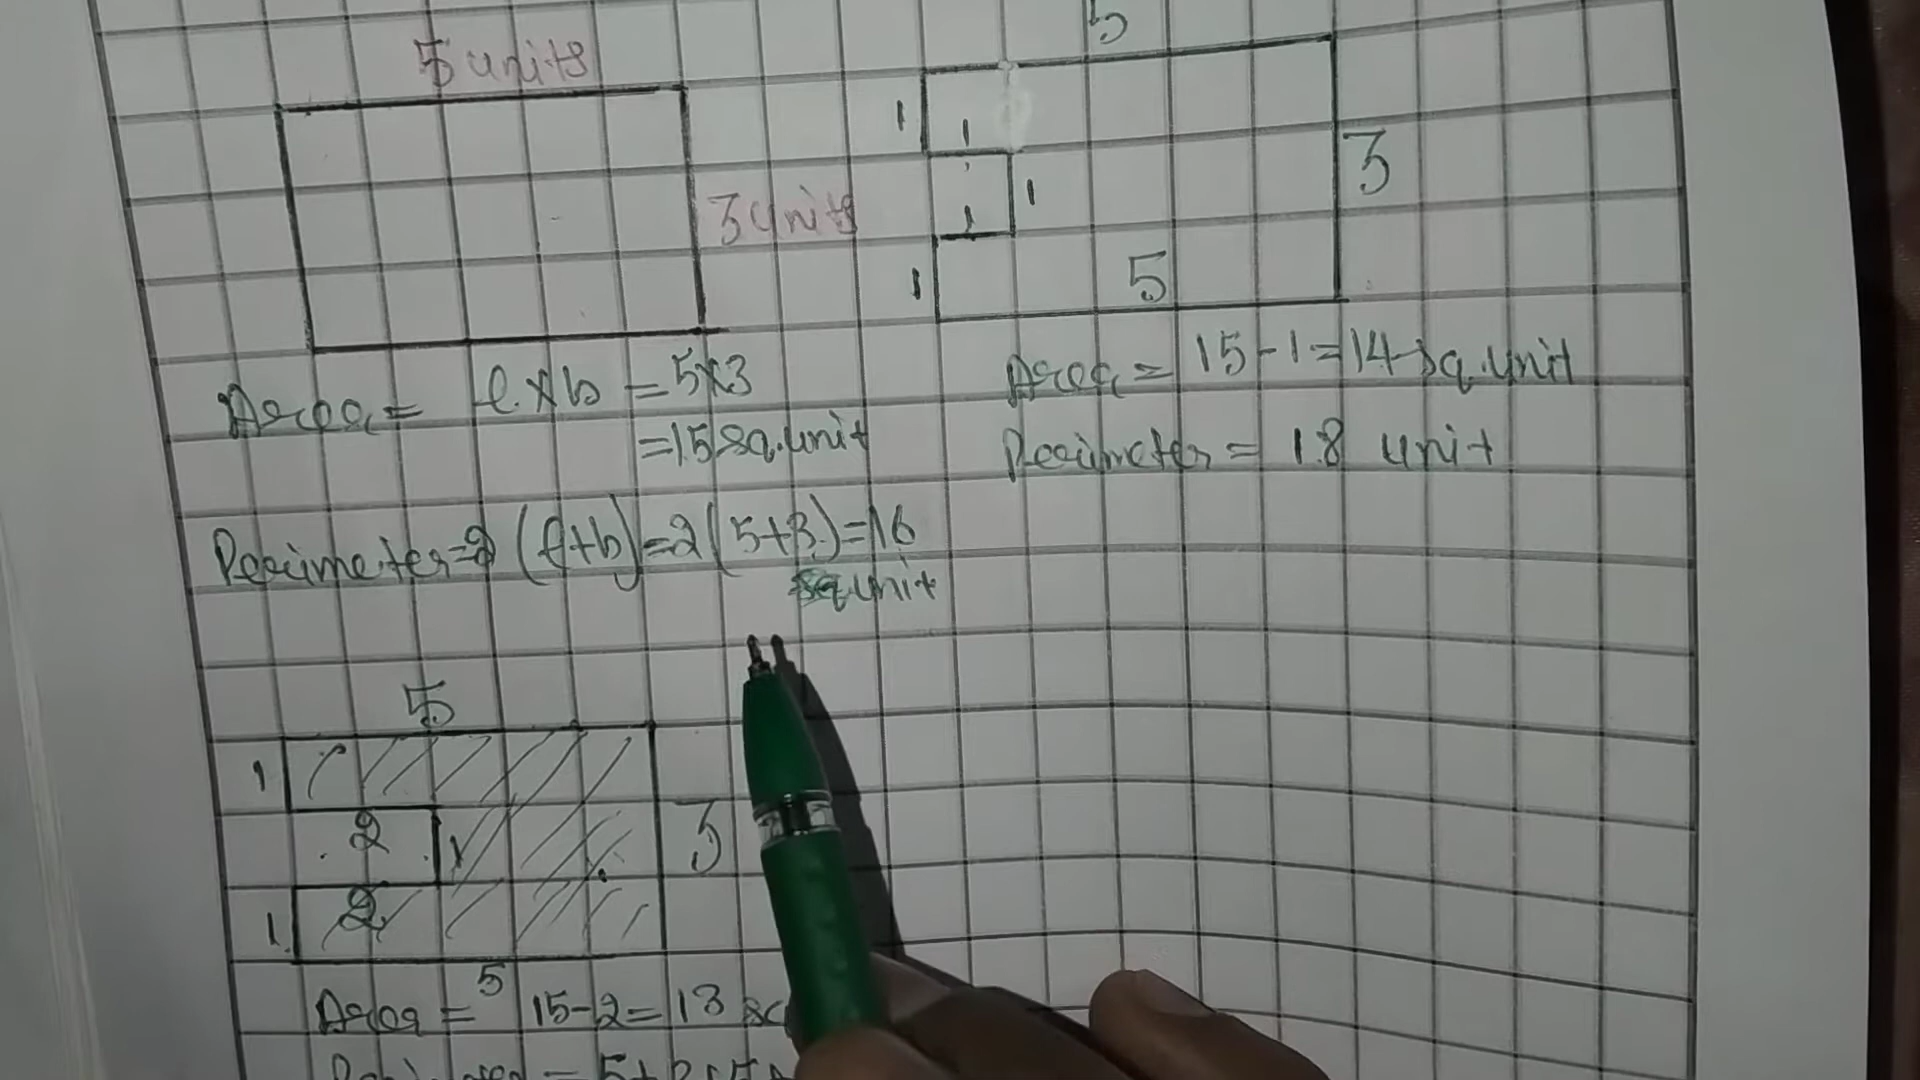 5 units
3 units
Area = l x b = 5x3
= 15 sq.unit
Perimeter = 2 (l+b) = 2 (5+3) = 16
unit
5
1
1
1
1
3
1
5
Area = 15-1 = 14 sq.unit
Perimeter = 18 unit
5
1
2
1
3
2
1
5
Area = 15-2 = 13